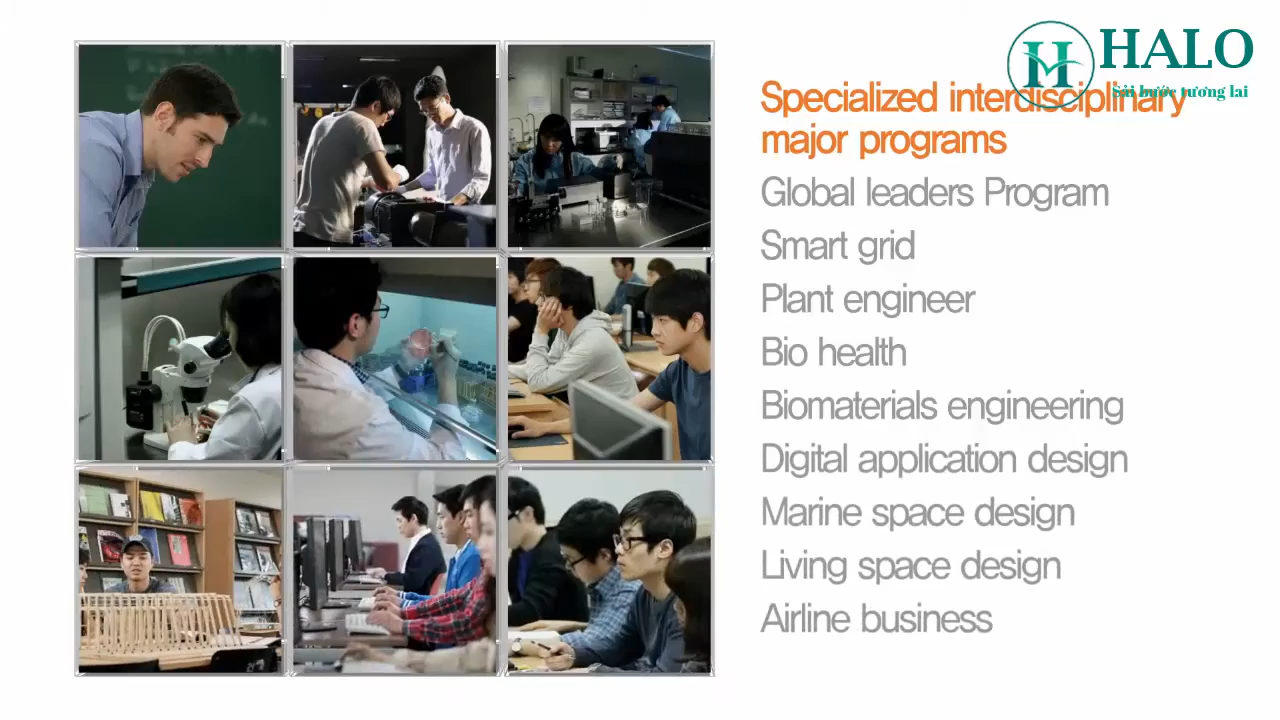 HALO
Sải bước tương lai
Specialized interdisciplinary
major programs
Global leaders Program
Smart grid
Plant engineer
Bio health
Biomaterials engineering
Digital application design
Marine space design
Living space design
Airline business